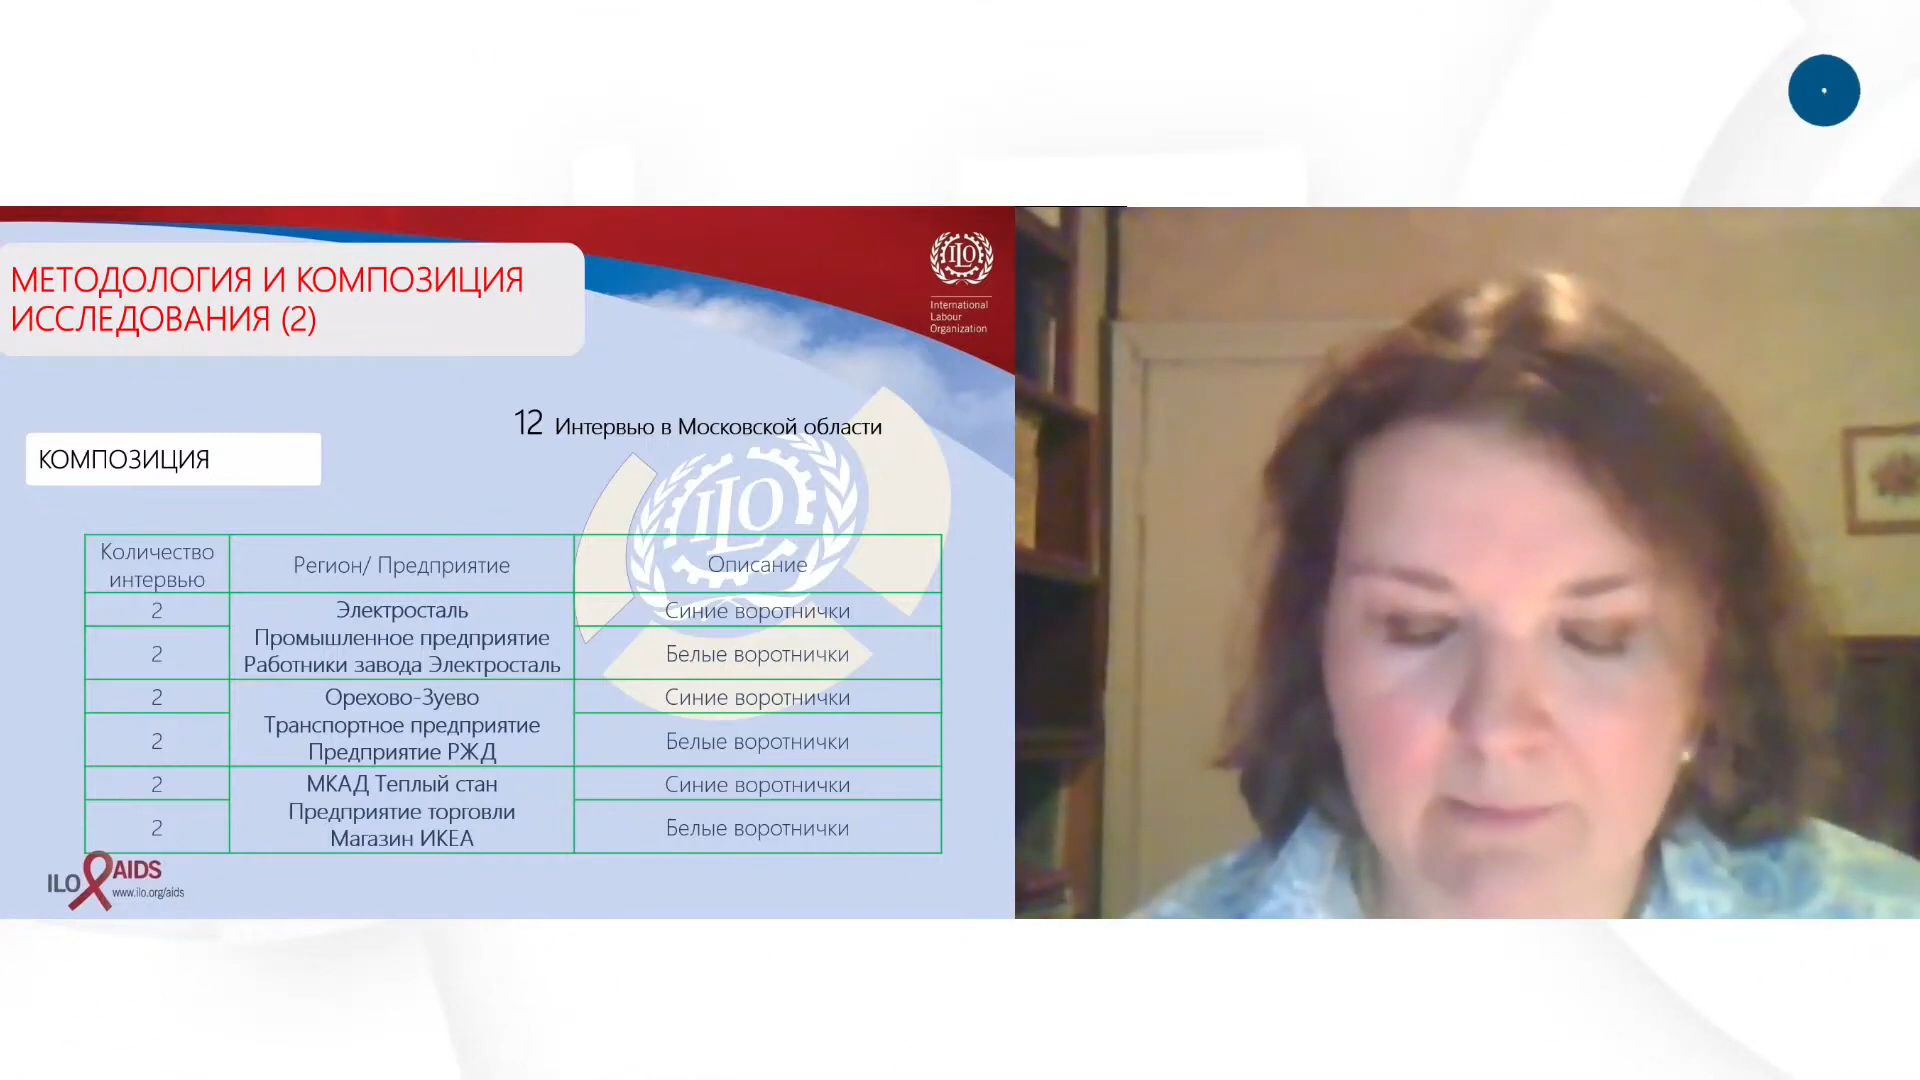 МЕТОДОЛОГИЯ И КОМПОЗИЦИЯ
ИССЛЕДОВАНИЯ (2)
ILO
International
Labour
Organization
12 Интервью в Московской области
КОМПОЗИЦИЯ
ILO
Количество
интервью
Регион/ Предприятие
Описание
2
Электросталь
Промышленное предприятие
Работники завода Электросталь
Синие воротнички
2
Белые воротнички
2
Орехово-Зуево
Транспортное предприятие
Предприятие РЖД
Синие воротнички
2
Белые воротнички
2
МКАД Теплый стан
Предприятие торговли
Магазин ИКЕА
Синие воротнички
2
Белые воротнички
ILO AIDS
www.ilo.org/aids